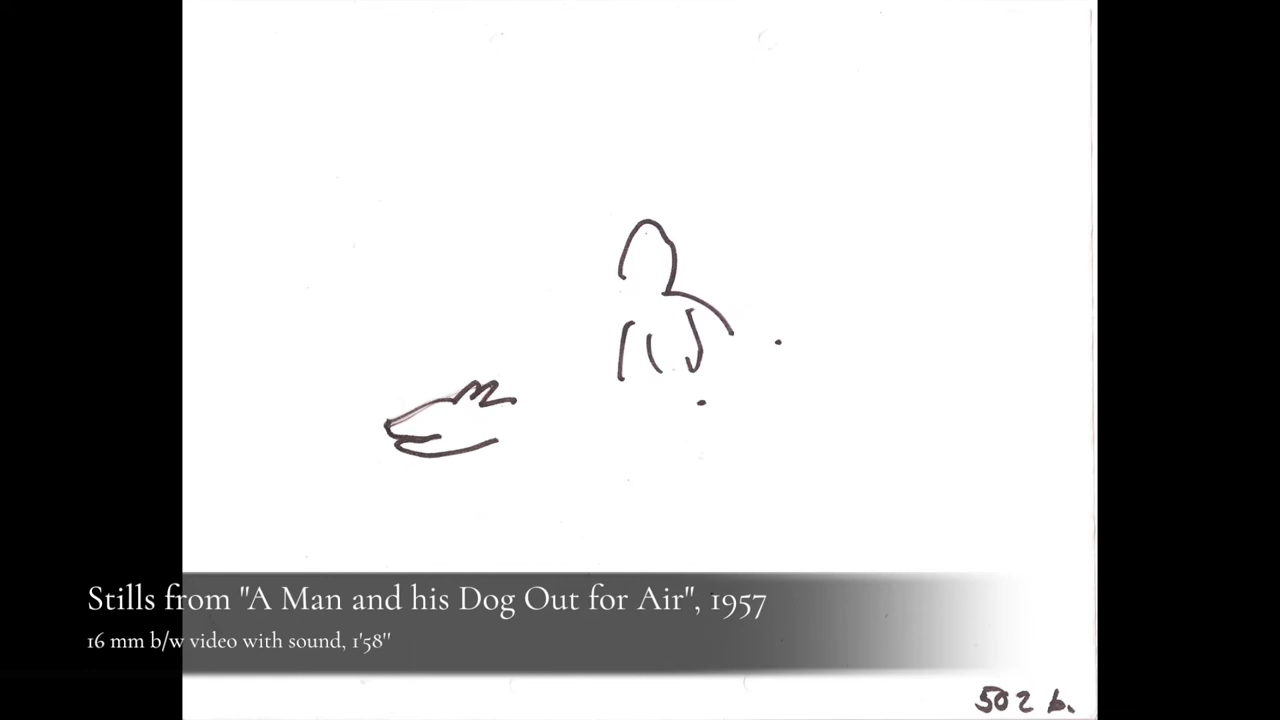 Stills from "A Man and his Dog Out for Air", 1957
16 mm b/w video with sound, 1'58''
502 b.